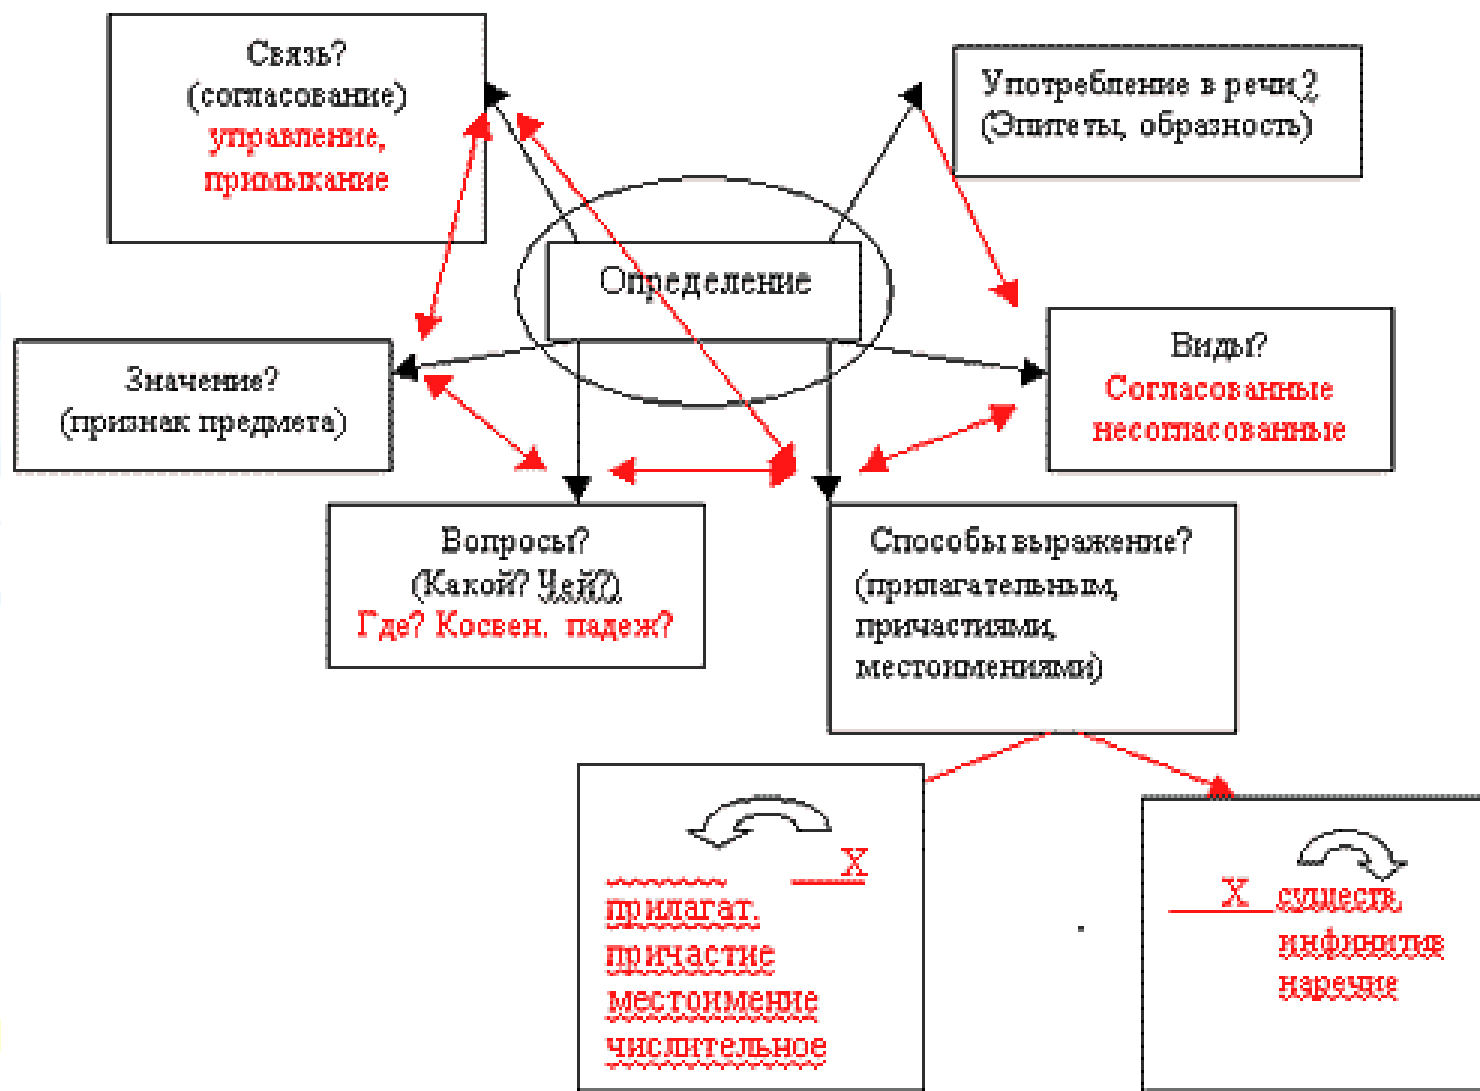 Связь?
(согласование)
управление,
примыкание
Употребление в речи?
(Эпитеты, образность)
Определение
Значение?
(признак предмета)
Виды?
Согласованные
несогласованные
Вопросы?
(Какой? Чей?)
Где? Косвен. падеж?
Способы выражение?
(прилагательным,
причастиями,
местоимениями)
X
прилагат.
причастие
местоимение
числительное
X существ.
инфинитив
наречие